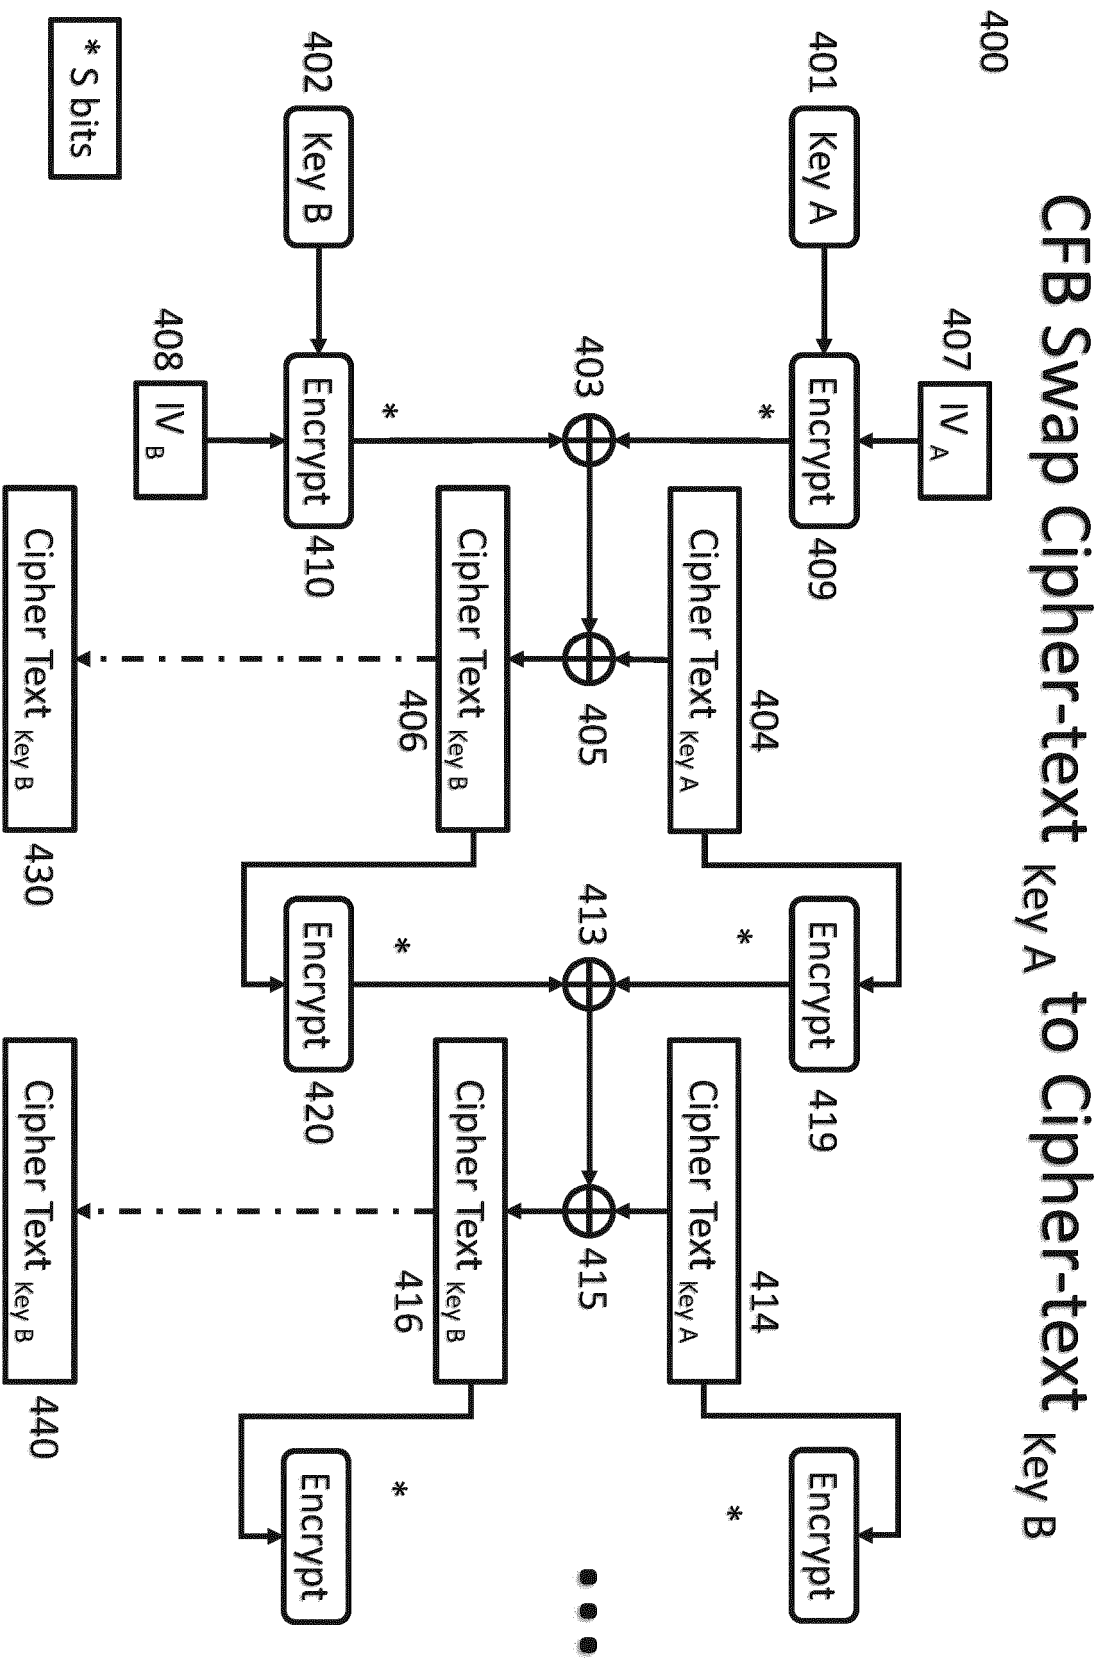 400
CFB Swap Cipher-text Key A to Cipher-text Key B
407
IV A
401
Key A
Encrypt
409
*
419
Encrypt
*
Encrypt
*
404
Cipher Text Key A
414
Cipher Text Key A
403
405
413
415
...
Cipher Text Key B
406
Cipher Text Key B
416
402
Key B
*
Encrypt
410
*
Encrypt
420
*
Encrypt
408
IV B
* S bits
Cipher Text Key B
430
Cipher Text Key B
440